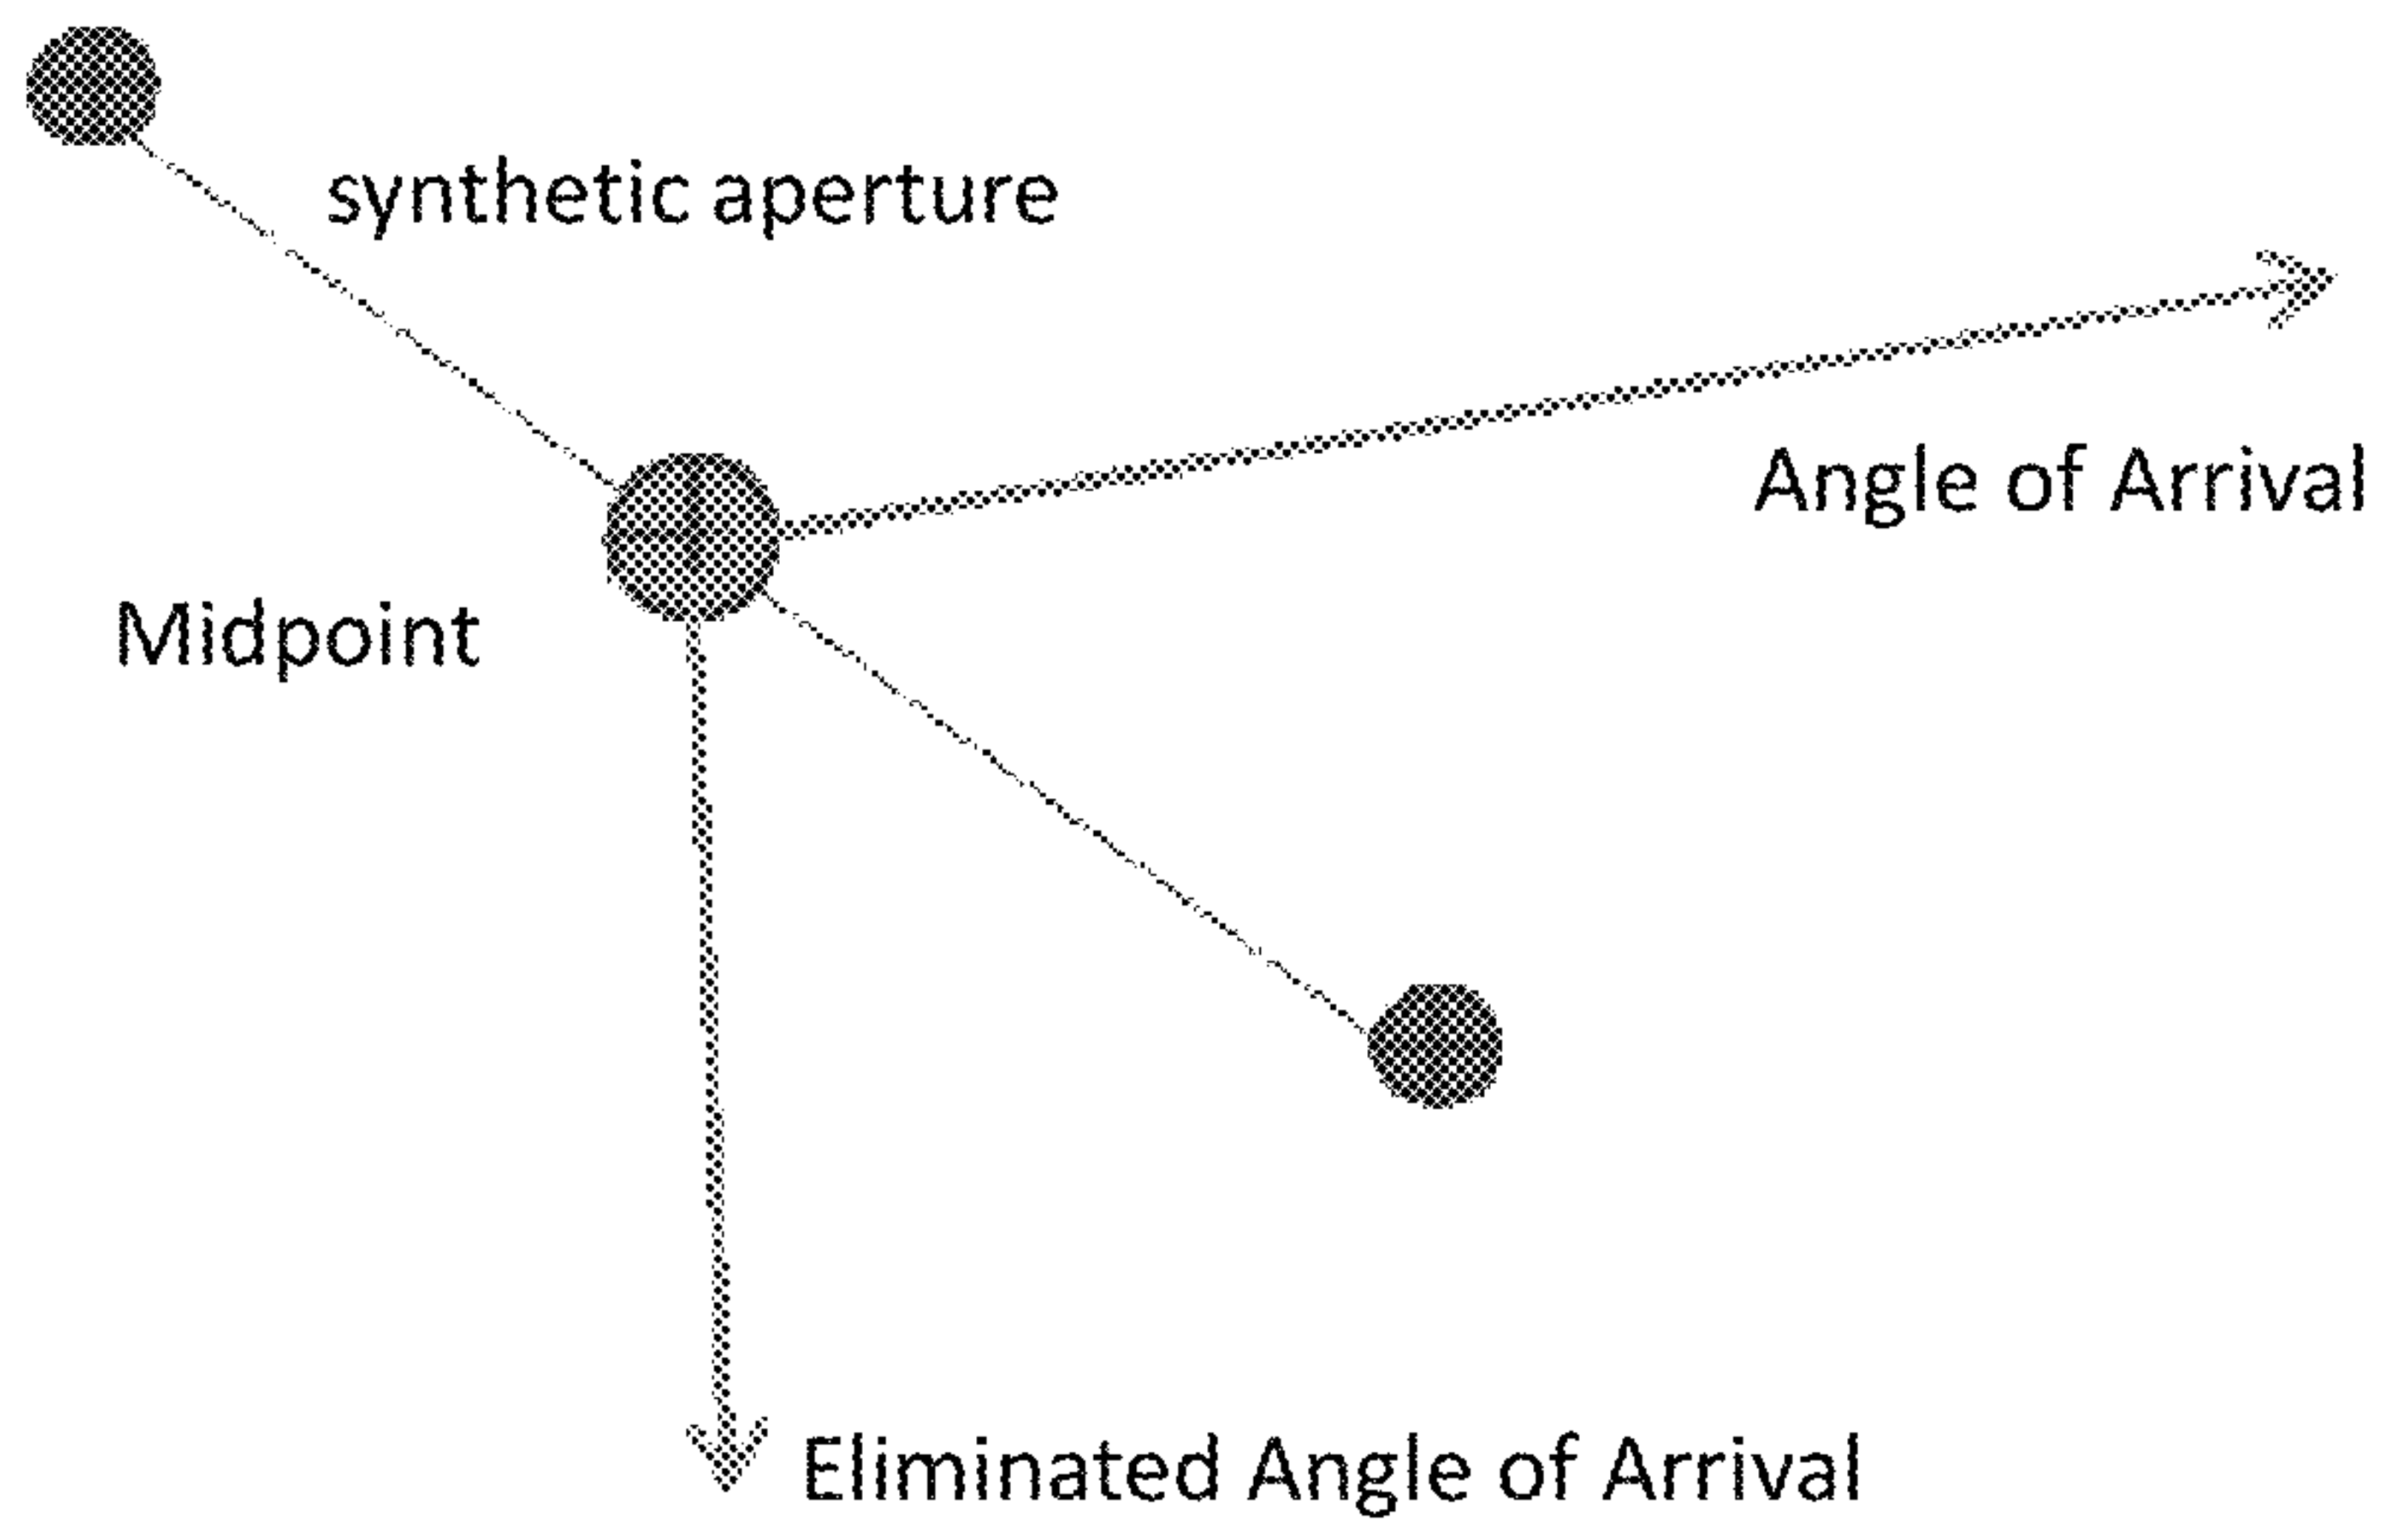 synthetic aperture
Angle of Arrival
Midpoint
Eliminated Angle of Arrival